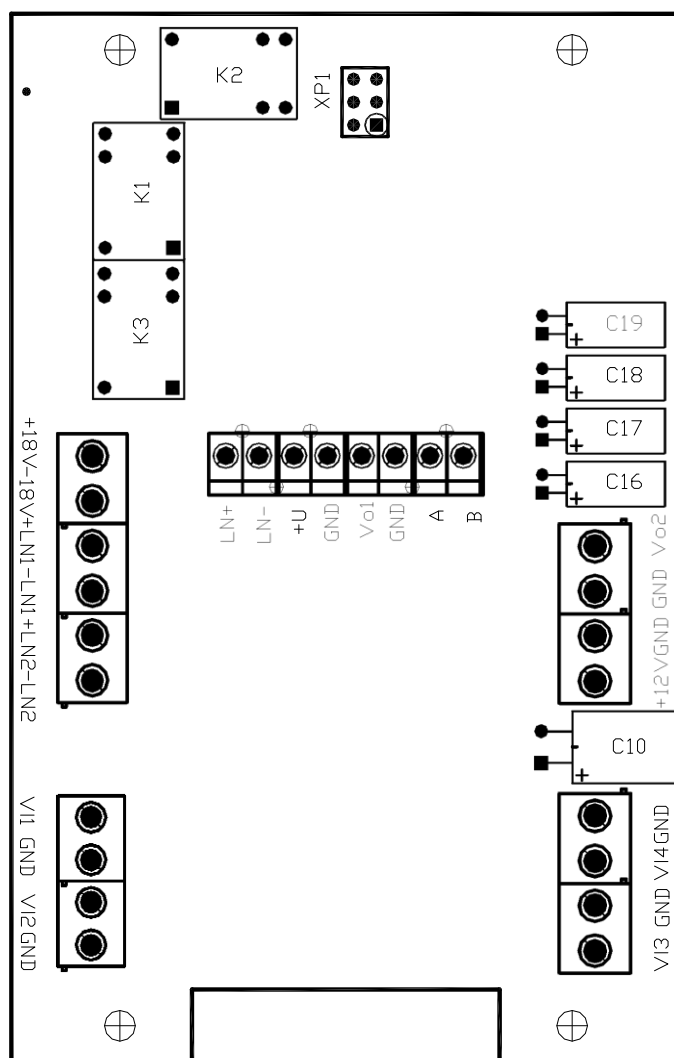 K2
XP1
K1
K3
C19
C18
C17
C16
+18V-18V+LN1-LN1+LN2-LN2
LN+
LN-
+U
GND
Vo1
GND
A
B
+12VGND GND Vo2
C10
VI1 GND VI2GND
VI3 GND VI4GND